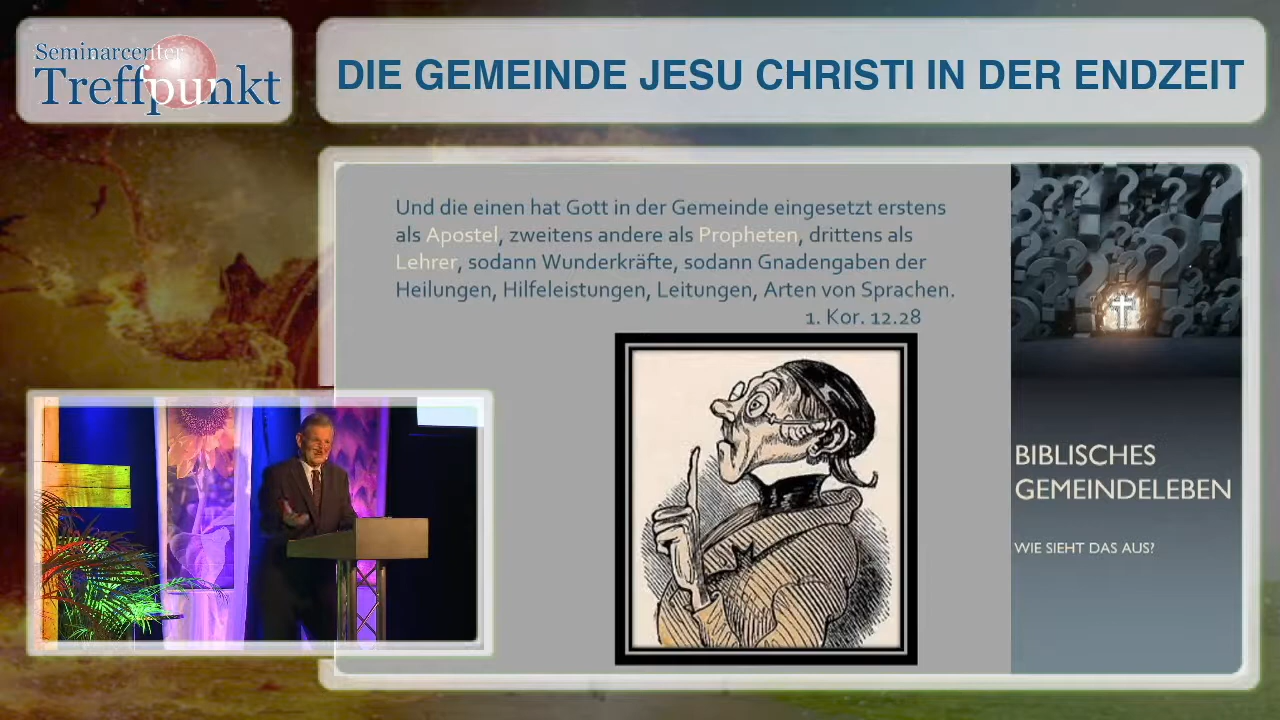 Seminarcenter
Treffpunkt
DIE GEMEINDE JESU CHRISTI IN DER ENDZEIT
Und die einen hat Gott in der Gemeinde eingesetzt erstens
als Apostel, zweitens andere als Propheten, drittens als
Lehrer, sodann Wunderkräfte, sodann Gnadengaben der
Heilungen, Hilfeleistungen, Leitungen, Arten von Sprachen.
1. Kor. 12.28
BIBLISCHES
GEMEINDELEBEN
WIE SIEHT DAS AUS?